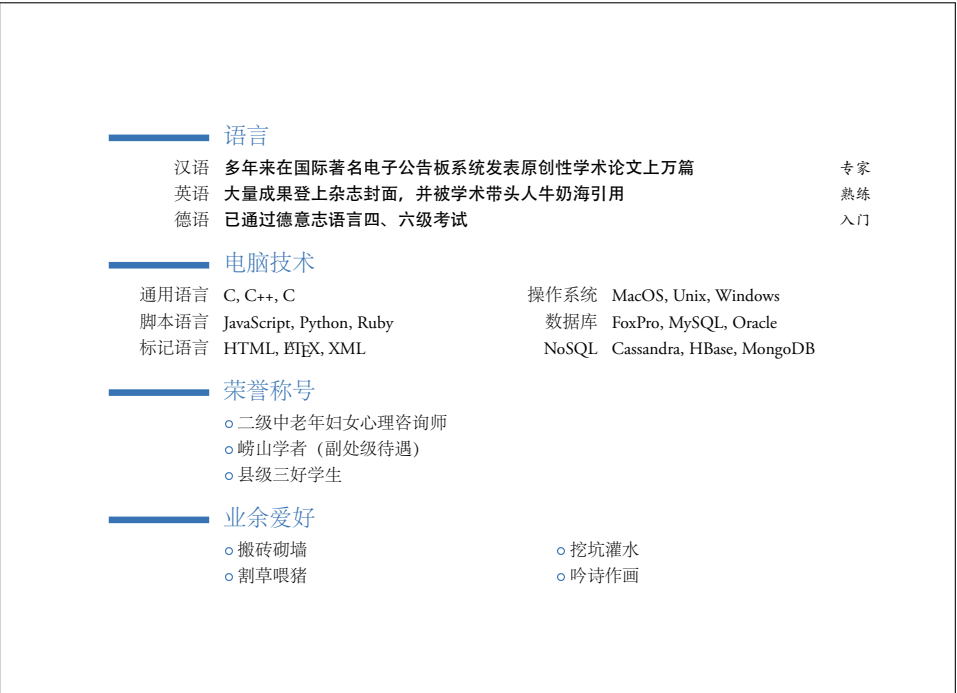 语言
汉语 多年来在国际著名电子公告板系统发表原创性学术论文上万篇 专家
英语 大量成果登上杂志封面，并被学术带头人牛奶海引用 熟练
德语 已通过德意志语言四、六级考试 入门
电脑技术
通用语言 C, C++, C 操作系统 MacOS, Unix, Windows
脚本语言 JavaScript, Python, Ruby 数据库 FoxPro, MySQL, Oracle
标记语言 HTML, LATEX, XML NoSQL Cassandra, HBase, MongoDB
荣誉称号
二级中老年妇女心理咨询师
崂山学者（副处级待遇）
县级三好学生
业余爱好
搬砖砌墙 挖坑灌水
割草喂猪 吟诗作画